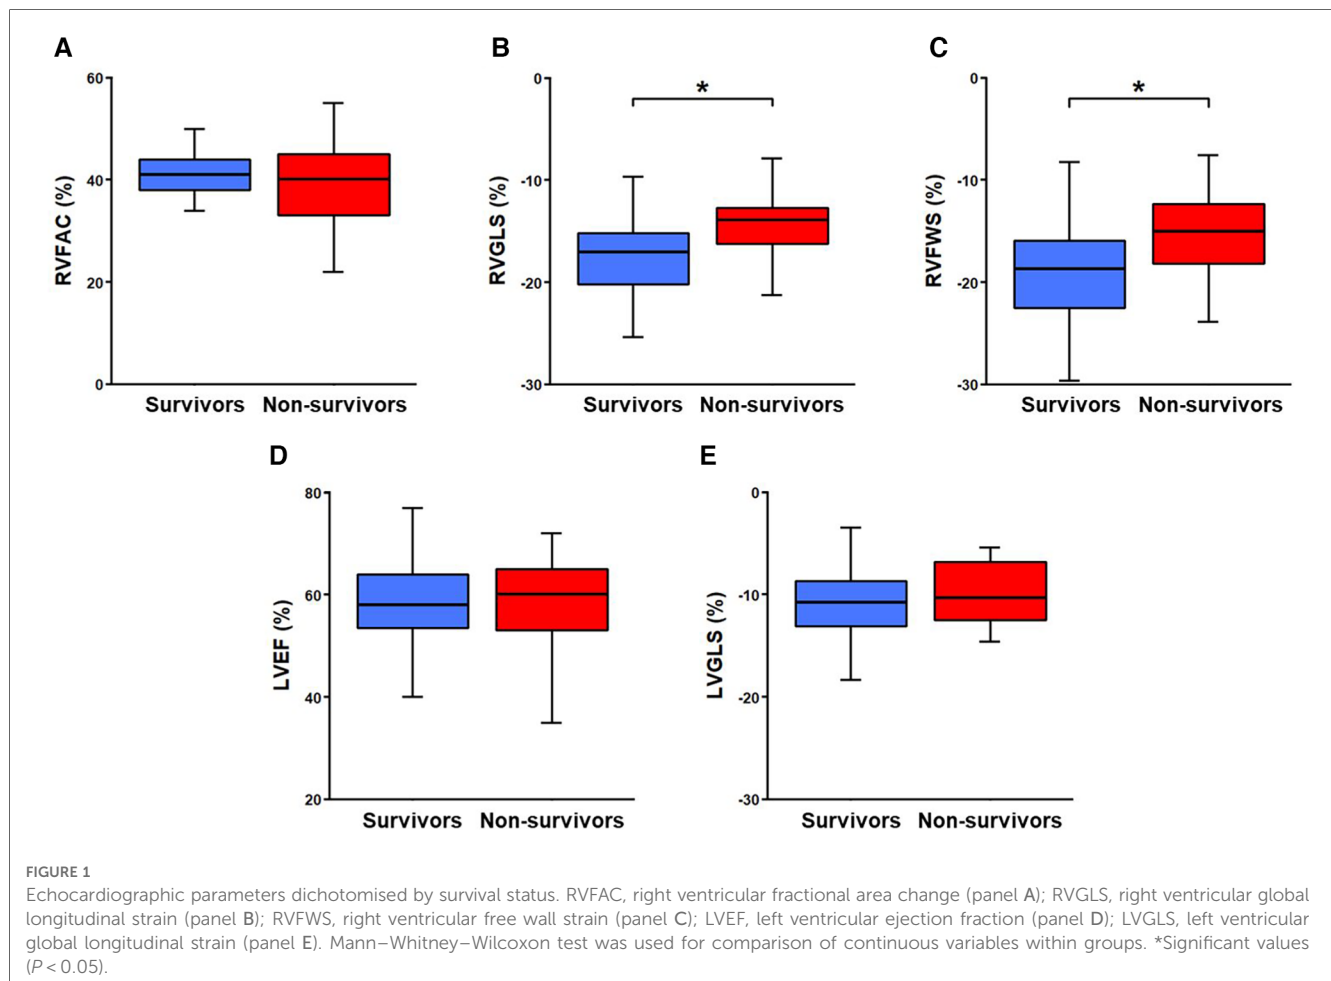 A
B
C
60
40
20
0
RVFAC (%)
Survivors Non-survivors
0
-10
-20
-30
RVGLS (%)
*
Survivors Non-survivors
0
-10
-20
-30
RVFWS (%)
*
Survivors Non-survivors
D
E
80
60
40
20
LVEF (%)
Survivors Non-survivors
0
-10
-20
-30
LVGLS (%)
Survivors Non-survivors
FIGURE 1
Echocardiographic parameters dichotomised by survival status. RVFAC, right ventricular fractional area change (panel A); RVGLS, right ventricular global
longitudinal strain (panel B); RVFWS, right ventricular free wall strain (panel C); LVEF, left ventricular ejection fraction (panel D); LVGLS, left ventricular
global longitudinal strain (panel E). Mann–Whitney–Wilcoxon test was used for comparison of continuous variables within groups. *Significant values
(P < 0.05).